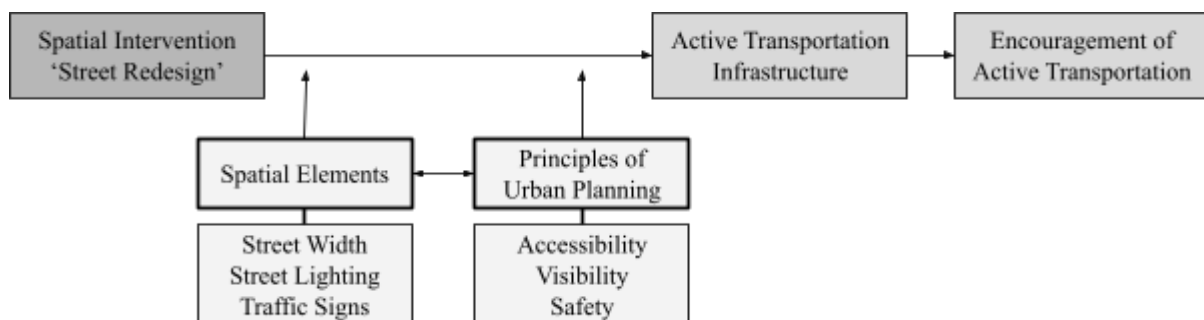 Spatial Intervention
‘Street Redesign’
Active Transportation
Infrastructure
Encouragement of
Active Transportation
Spatial Elements
Principles of
Urban Planning
Street Width
Street Lighting
Traffic Signs
Accessibility
Visibility
Safety